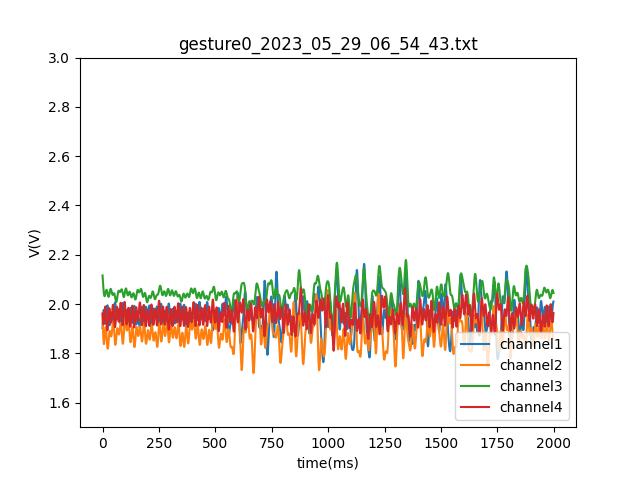 gesture0_2023_05_29_06_54_43.txt
3.0
2.8
2.6
2.4
2.2
2.0
1.8
1.6
V(V)
channel1
channel2
channel3
channel4
0 250 500 750 1000 1250 1500 1750 2000
time(ms)